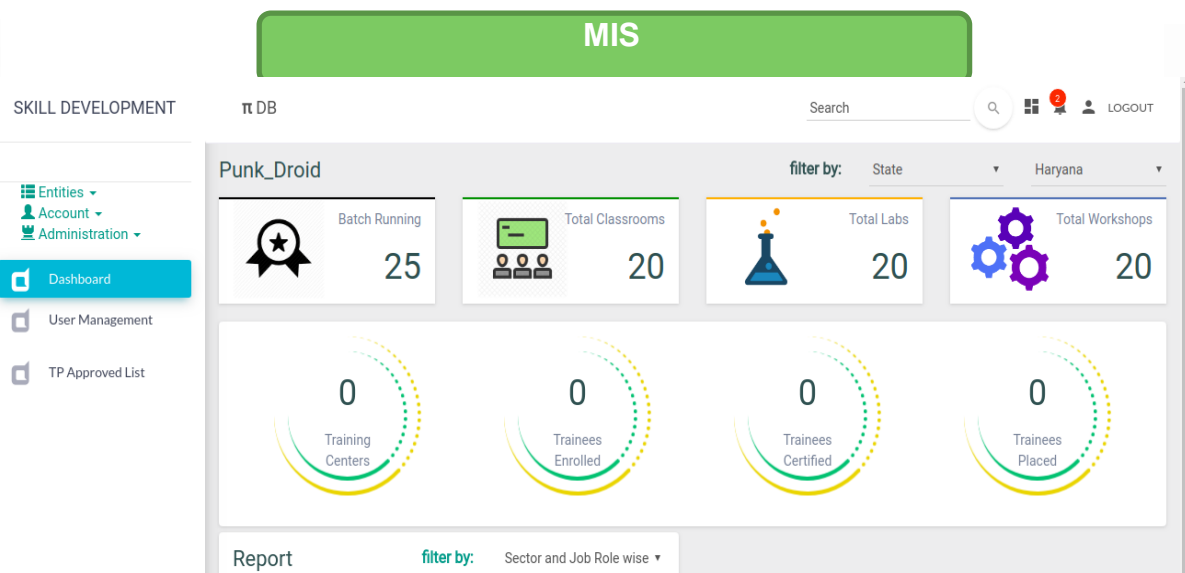 MIS
SKILL DEVELOPMENT
π DB
Search
2
LOGOUT
Entities
Account
Administration
Dashboard
User Management
TP Approved List
Punk_Droid
filter by:
State
Haryana
Batch Running
25
Total Classrooms
20
Total Labs
20
Total Workshops
20
0
Training
Centers
0
Trainees
Enrolled
0
Trainees
Certified
0
Trainees
Placed
Report
filter by:
Sector and Job Role wise